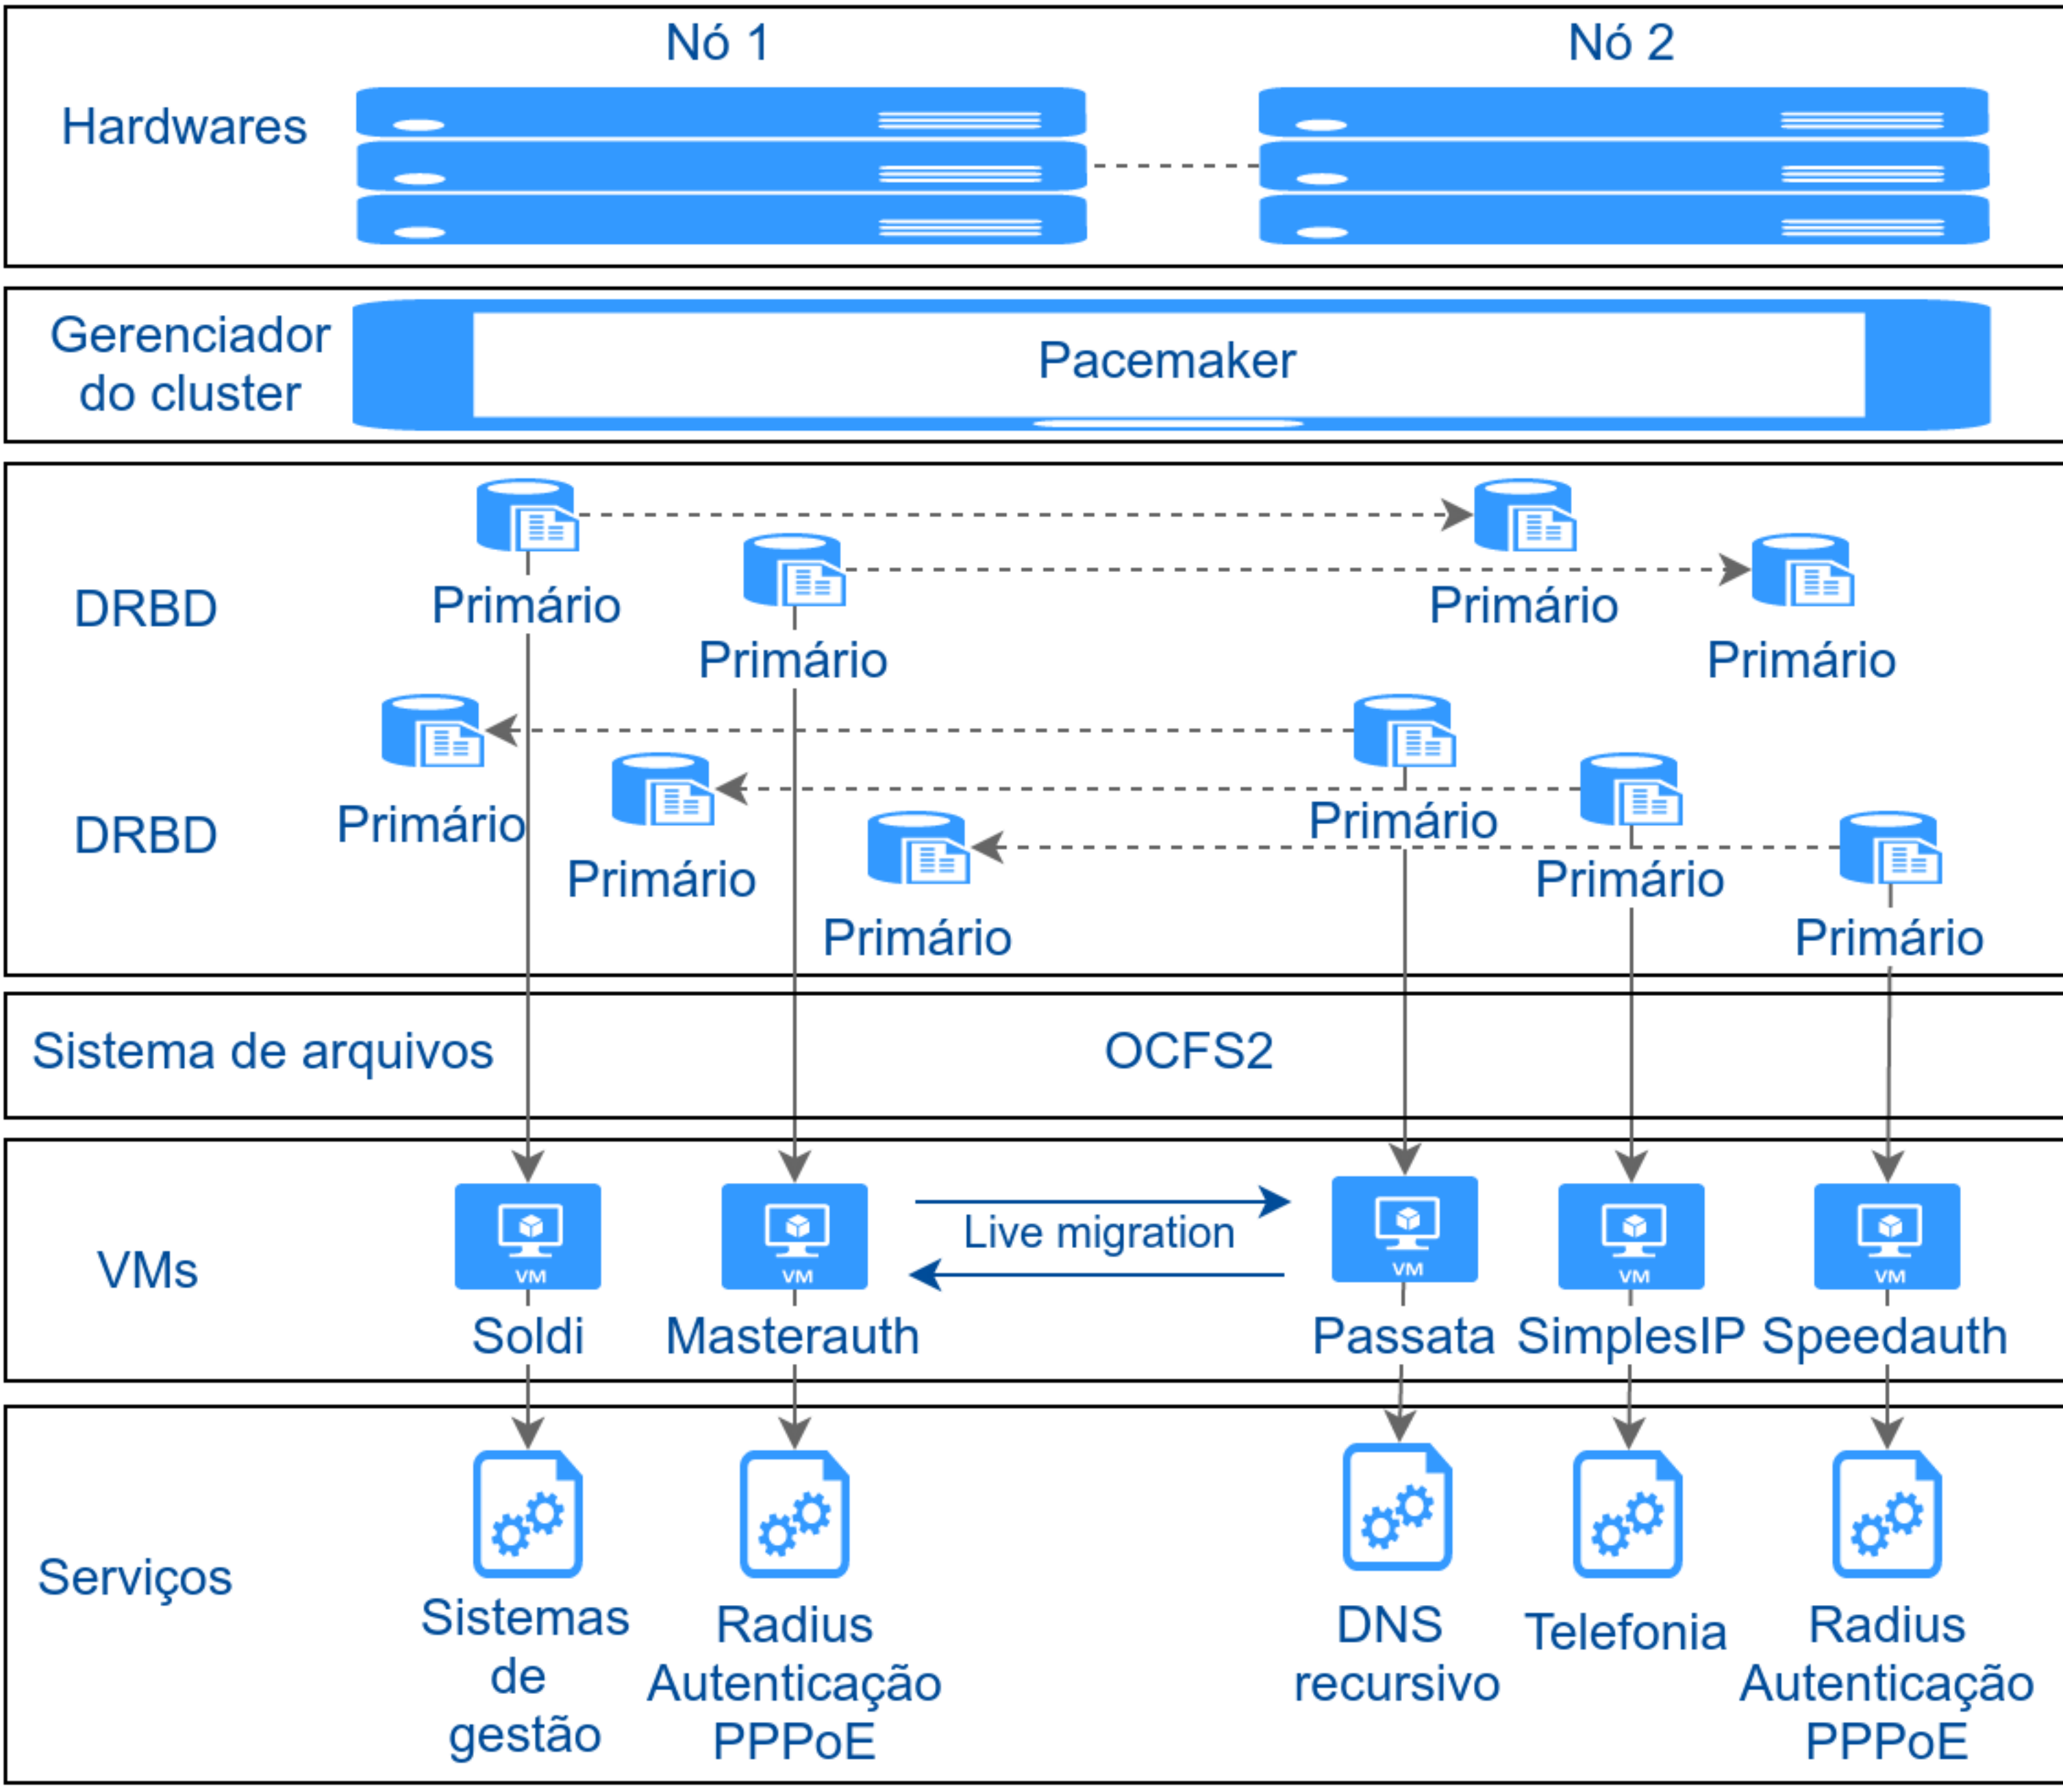 Nó 1
Nó 2
Hardwares
Gerenciador
do cluster
Pacemaker
DRBD
Primário
Primário
Primário
Primário
DRBD
Primário
Primário
Primário
Primário
Primário
Primário
Sistema de arquivos
OCFS2
VMs
VM
VM
Live migration
VM
VM
VM
Soldi
Masterauth
Passata
SimplesIP
Speedauth
Serviços
Sistemas
de
gestão
Radius
Autenticação
PPPoE
DNS
recursivo
Telefonia
Radius
Autenticação
PPPoE